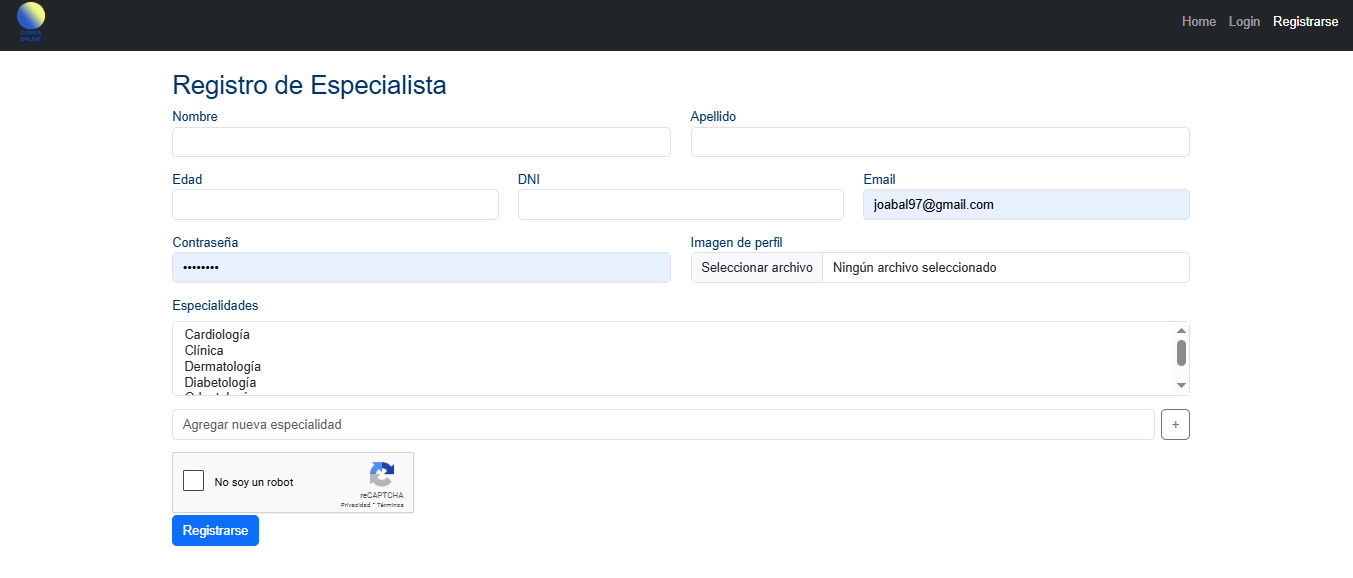 CLINICA
ONLINE
Home Login Registrarse
Registro de Especialista
Nombre Apellido
Edad DNI Email
joabal97@gmail.com
Contraseña Imagen de perfil
•••••••• Seleccionar archivo Ningún archivo seleccionado
Especialidades
Cardiología
Clínica
Dermatología
Diabetología
Agregar nueva especialidad +
No soy un robot
reCAPTCHA
Privacidad - Términos
Registrarse